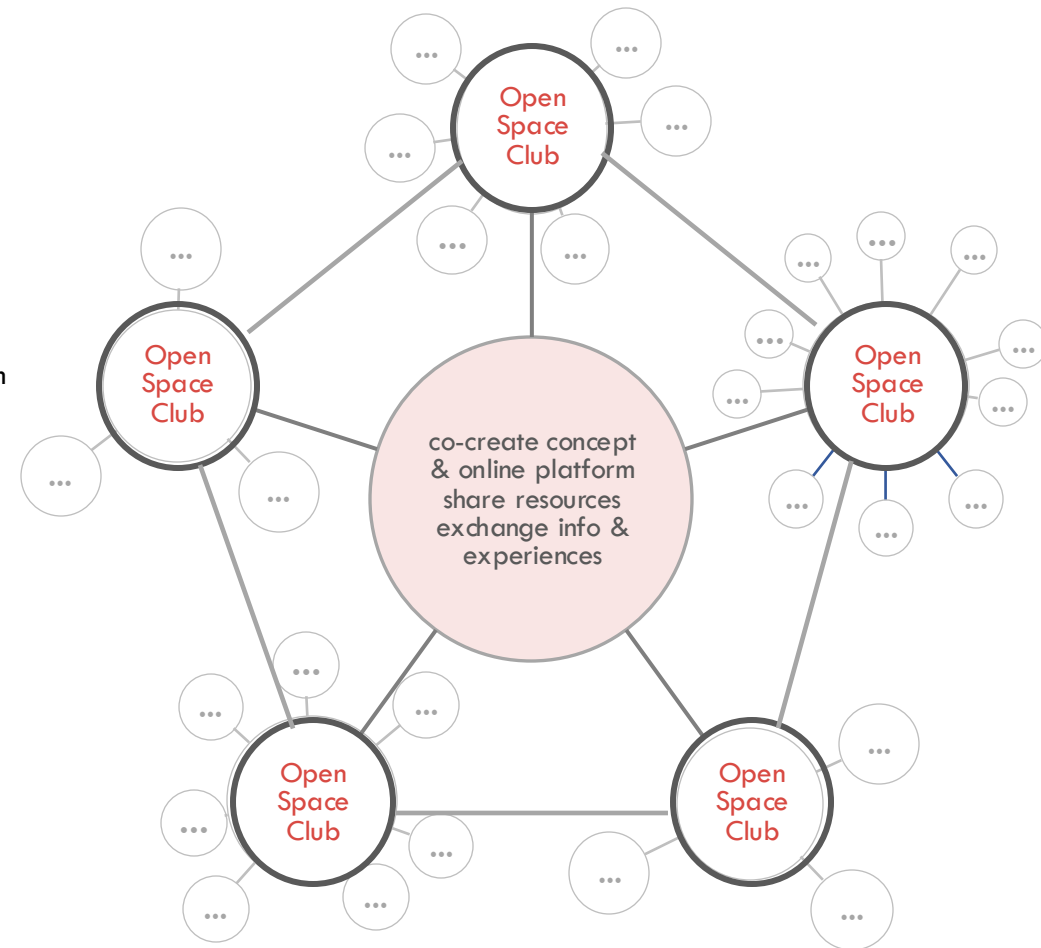 ...
...
Open
Space
Club
...
...
...
...
...
Open
Space
Club
...
...
n
...
...
...
...
...
...
...
Open
Space
Club
...
...
...
co-create concept
& online platform
share resources
exchange info &
experiences
...
...
...
Open
Space
Club
...
...
...
...
...
Open
Space
Club
...
...